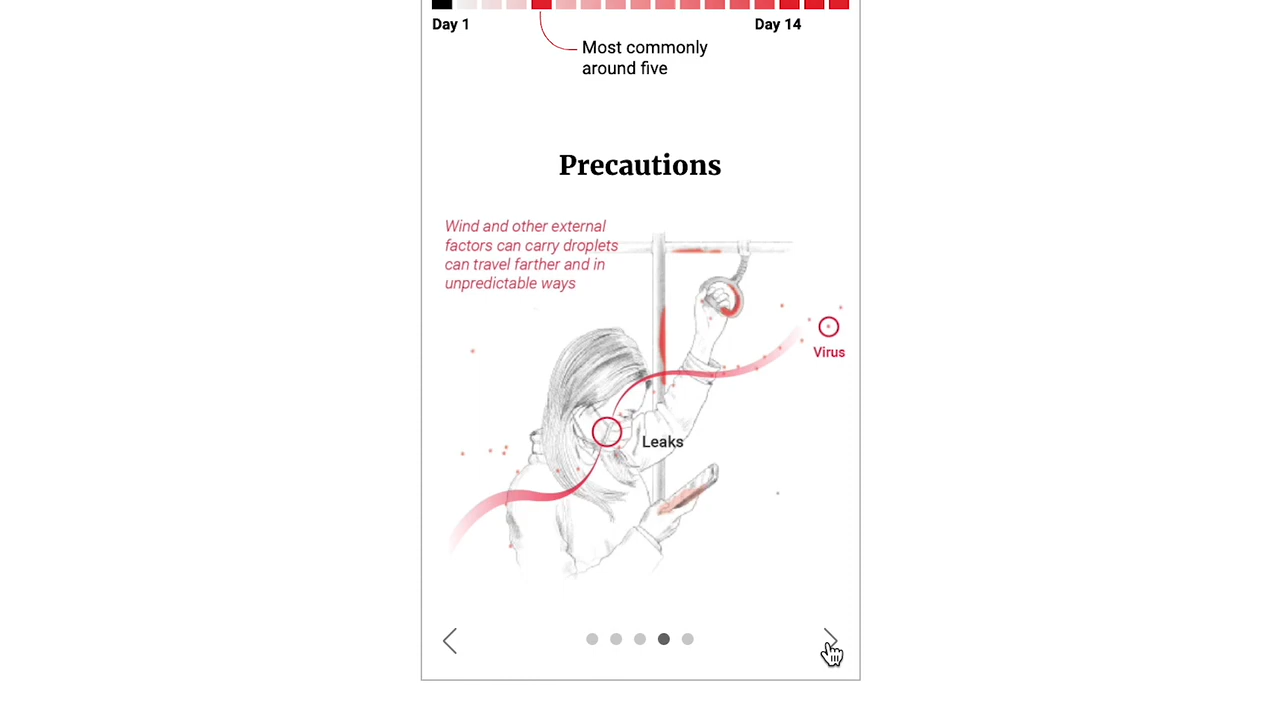 Day 1
Day 14
Most commonly
around five
Precautions
Wind and other external
factors can carry droplets
can travel farther and in
unpredictable ways
Virus
Leaks